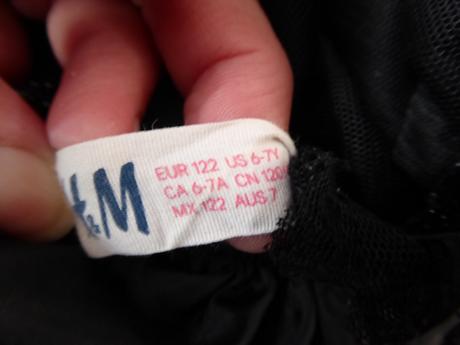 H&M
EUR 122 US 6-7Y
CA 6-7A CN 120/
MX 122 AUS 7